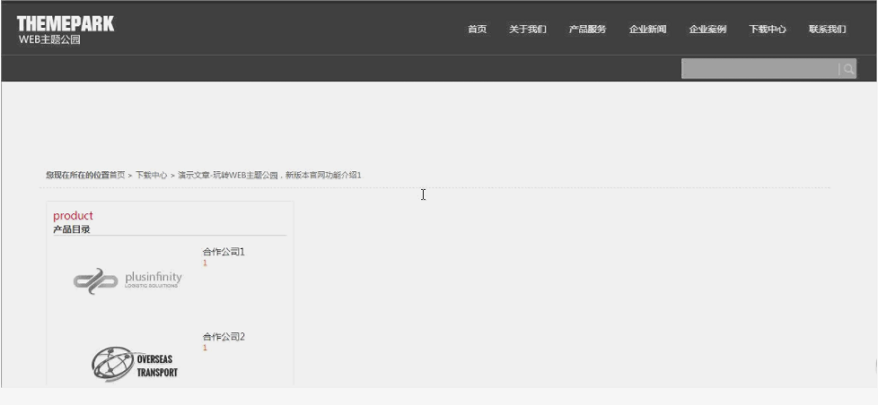 THEMEPARK
WEB主题公园
首页 关于我们 产品服务 企业新闻 企业案例 下载中心 联系我们
您现在所在的位置首页 > 下载中心 > 演示文章-玩转WEB主题公园，新版本官网功能介绍1
product
产品目录
合作公司1
1
plusinfinity
LOGISTIC SOLUTIONS
合作公司2
1
OVERSEAS
TRANSPORT